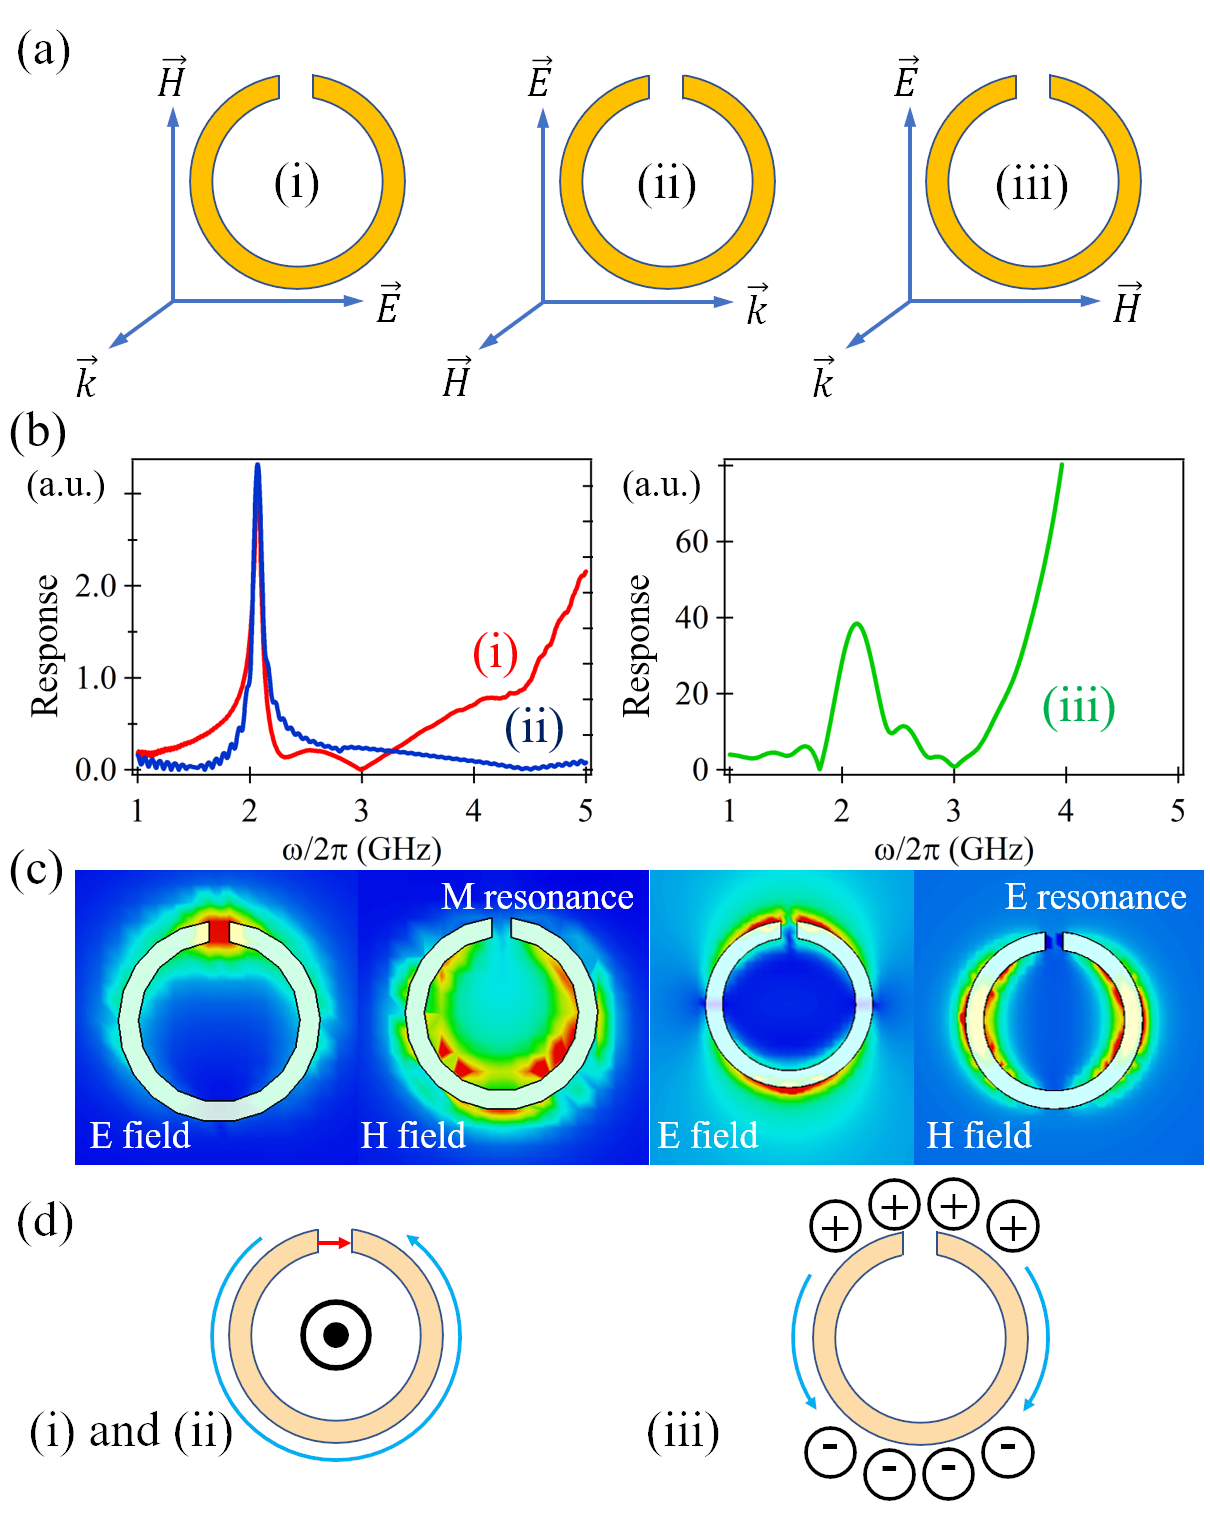 (a)
H⃗ E⃗ E⃗
(i) (ii) (iii)
E⃗ k⃗ H⃗
k⃗ H⃗ k⃗
(b)
(a.u.) (a.u.)
Response
2.0
1.0
0.0
(i)
(ii)
1 2 3 4 5
ω/2π (GHz)
Response
60
40
20
0
(iii)
1 2 3 4 5
ω/2π (GHz)
(c)
M resonance E resonance
E field H field E field H field
(d)
+ + + +
(i) and (ii) (iii)
- - - -